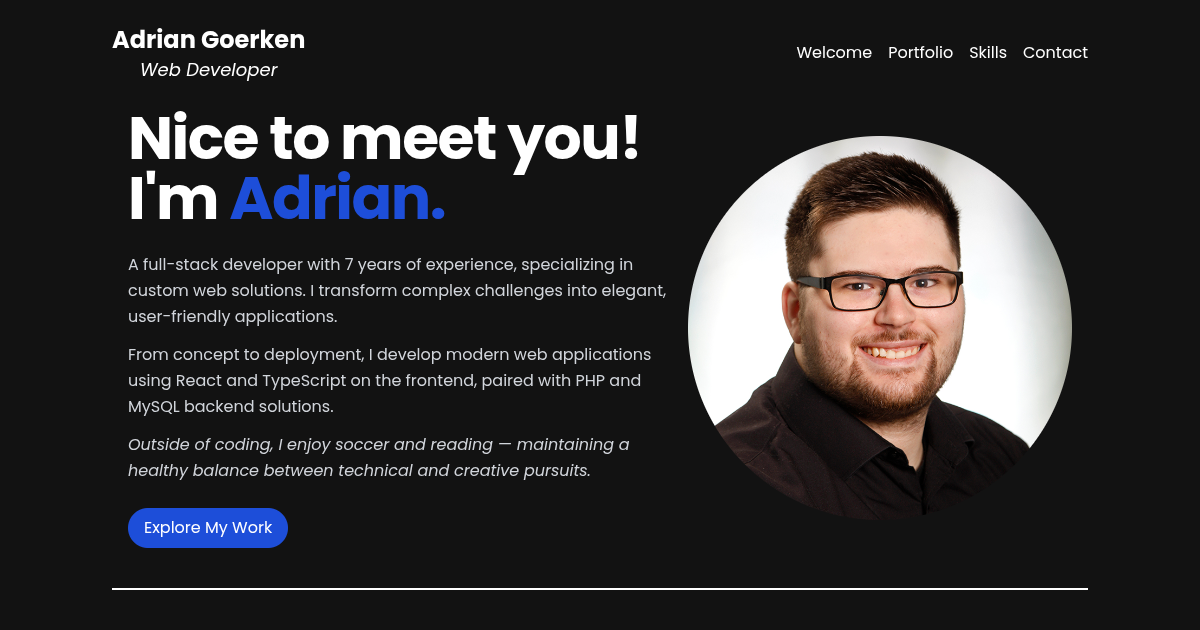 Adrian Goerken
Web Developer
Welcome Portfolio Skills Contact
Nice to meet you!
I'm Adrian.
A full-stack developer with 7 years of experience, specializing in
custom web solutions. I transform complex challenges into elegant,
user-friendly applications.
From concept to deployment, I develop modern web applications
using React and TypeScript on the frontend, paired with PHP and
MySQL backend solutions.
Outside of coding, I enjoy soccer and reading — maintaining a
healthy balance between technical and creative pursuits.
Explore My Work